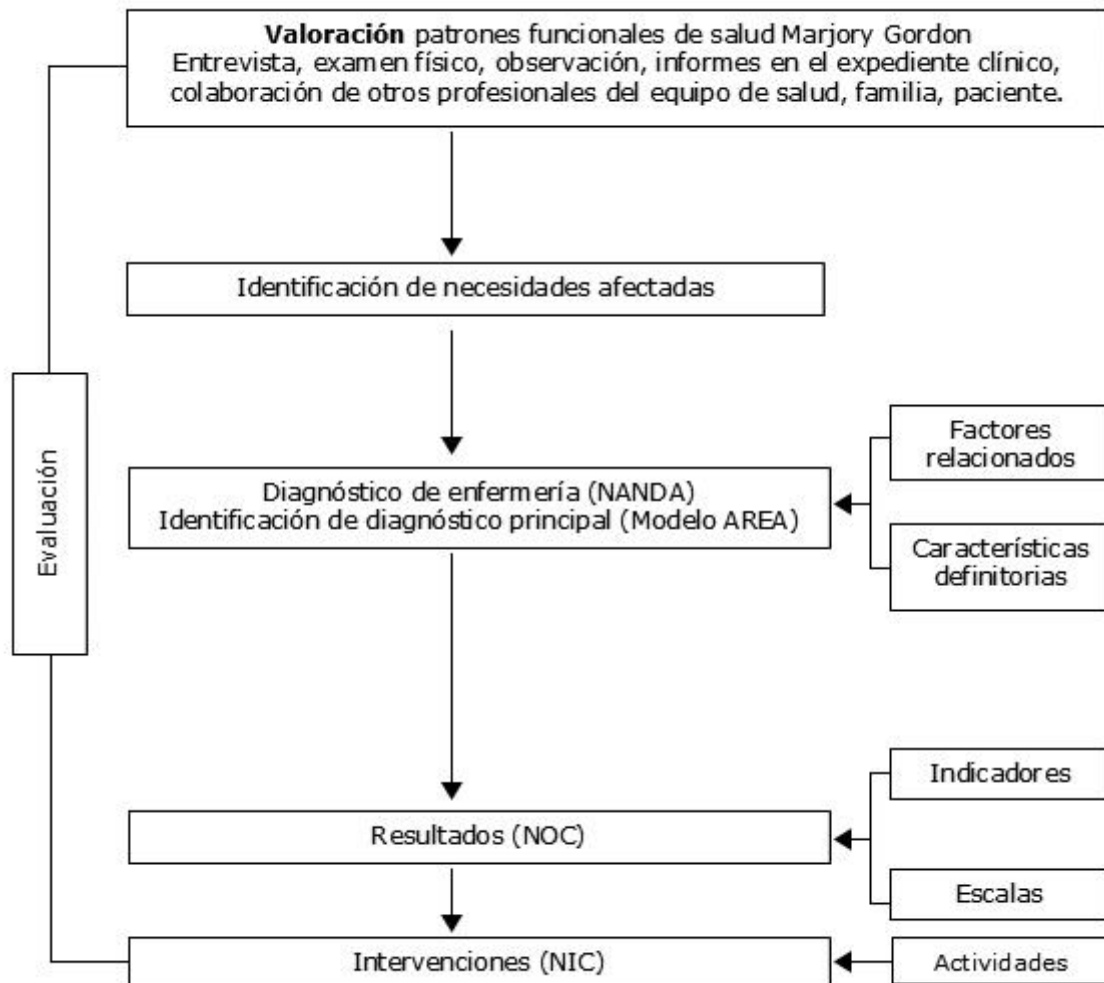 Valoración patrones funcionales de salud Marjory Gordon
Entrevista, examen físico, observación, informes en el expediente clínico,
colaboración de otros profesionales del equipo de salud, familia, paciente.
Identificación de necesidades afectadas
Evaluación
Diagnóstico de enfermería (NANDA)
Identificación de diagnóstico principal (Modelo AREA)
Factores
relacionados
Características
definitorias
Resultados (NOC)
Indicadores
Escalas
Intervenciones (NIC)
Actividades